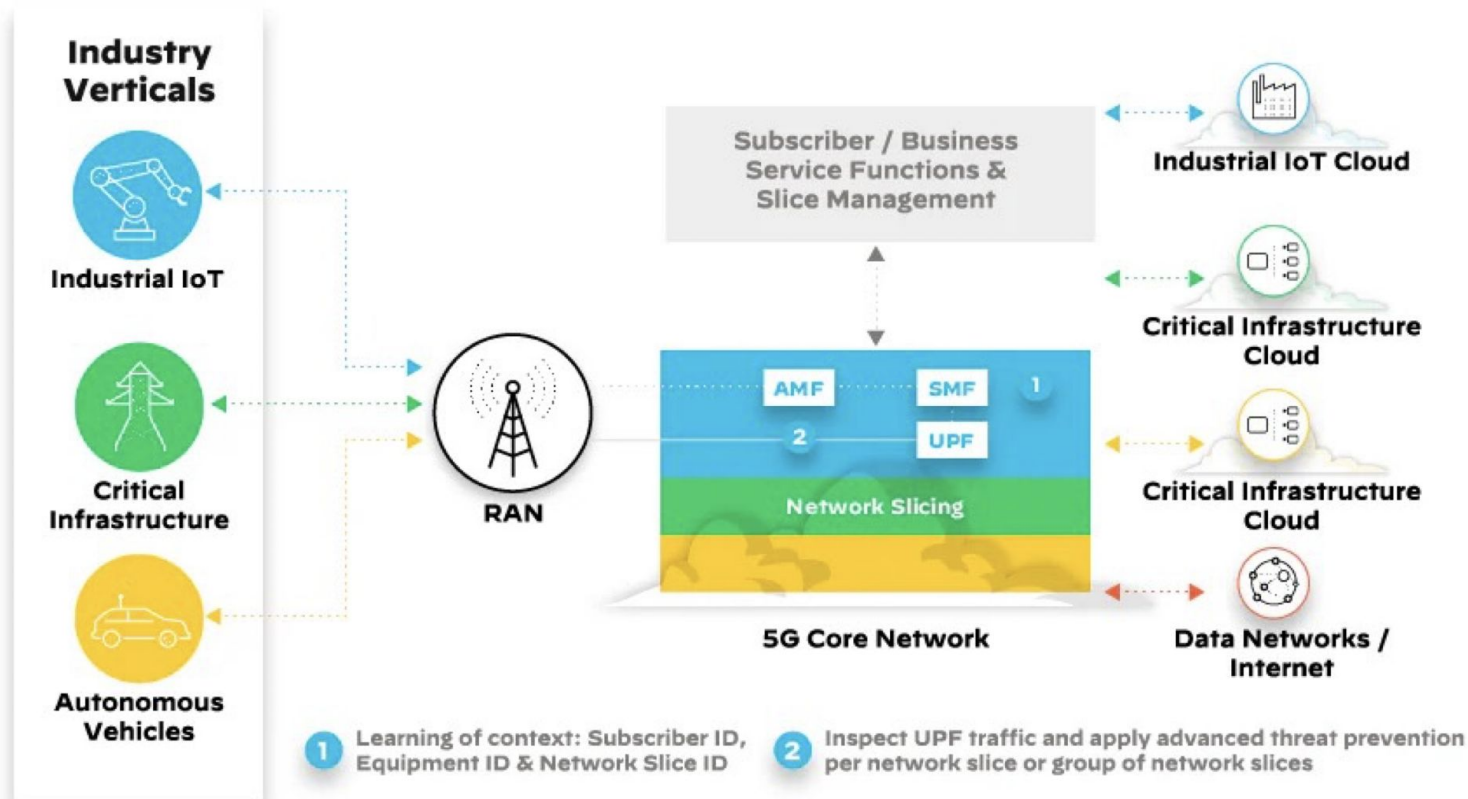 Industry
Verticals
Industrial IoT
Critical
Infrastructure
Autonomous
Vehicles
RAN
Subscriber / Business
Service Functions &
Slice Management
AMF
SMF
1
2
UPF
Network Slicing
5G Core Network
Industrial IoT Cloud
Critical Infrastructure
Cloud
Critical Infrastructure
Cloud
Data Networks /
Internet
1
Learning of context: Subscriber ID,
Equipment ID & Network Slice ID
2
Inspect UPF traffic and apply advanced threat prevention
per network slice or group of network slices